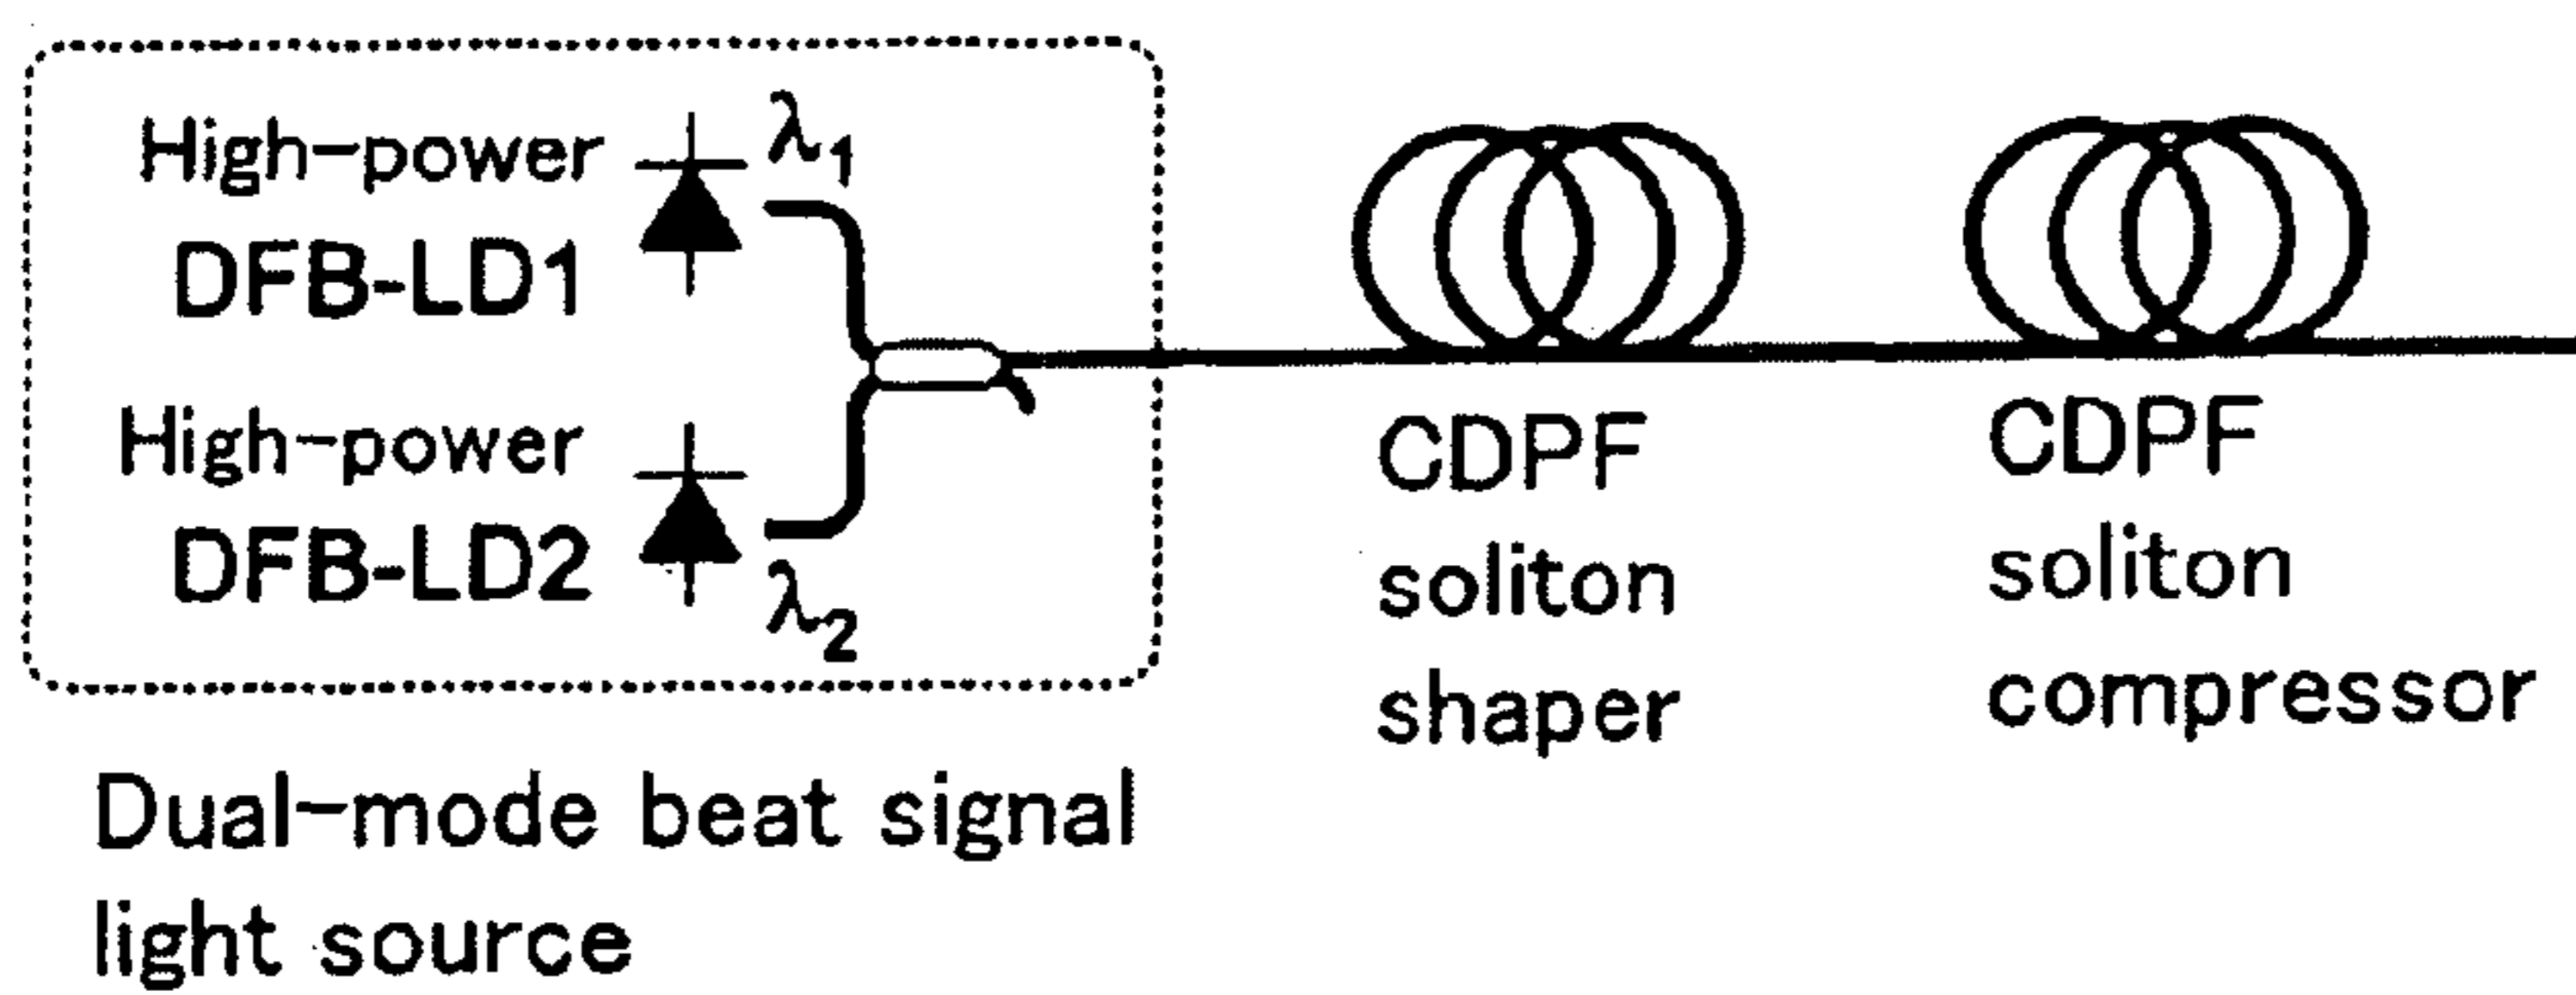 High-power
DFB-LD1
λ1
High-power
DFB-LD2
λ2
Dual-mode beat signal
light source
CDPF
soliton
shaper
CDPF
soliton
compressor